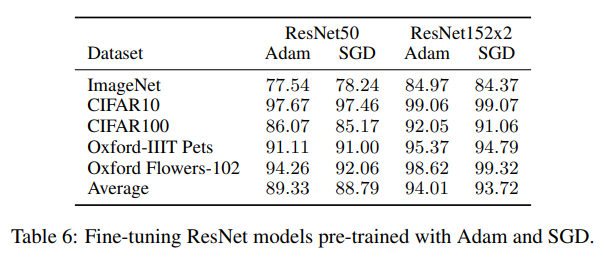 ResNet50 ResNet152x2
Dataset Adam SGD Adam SGD
ImageNet 77.54 78.24 84.97 84.37
CIFAR10 97.67 97.46 99.06 99.07
CIFAR100 86.07 85.17 92.05 91.06
Oxford-IIIT Pets 91.11 91.00 95.37 94.79
Oxford Flowers-102 94.26 92.06 98.62 99.32
Average 89.33 88.79 94.01 93.72
Table 6: Fine-tuning ResNet models pre-trained with Adam and SGD.